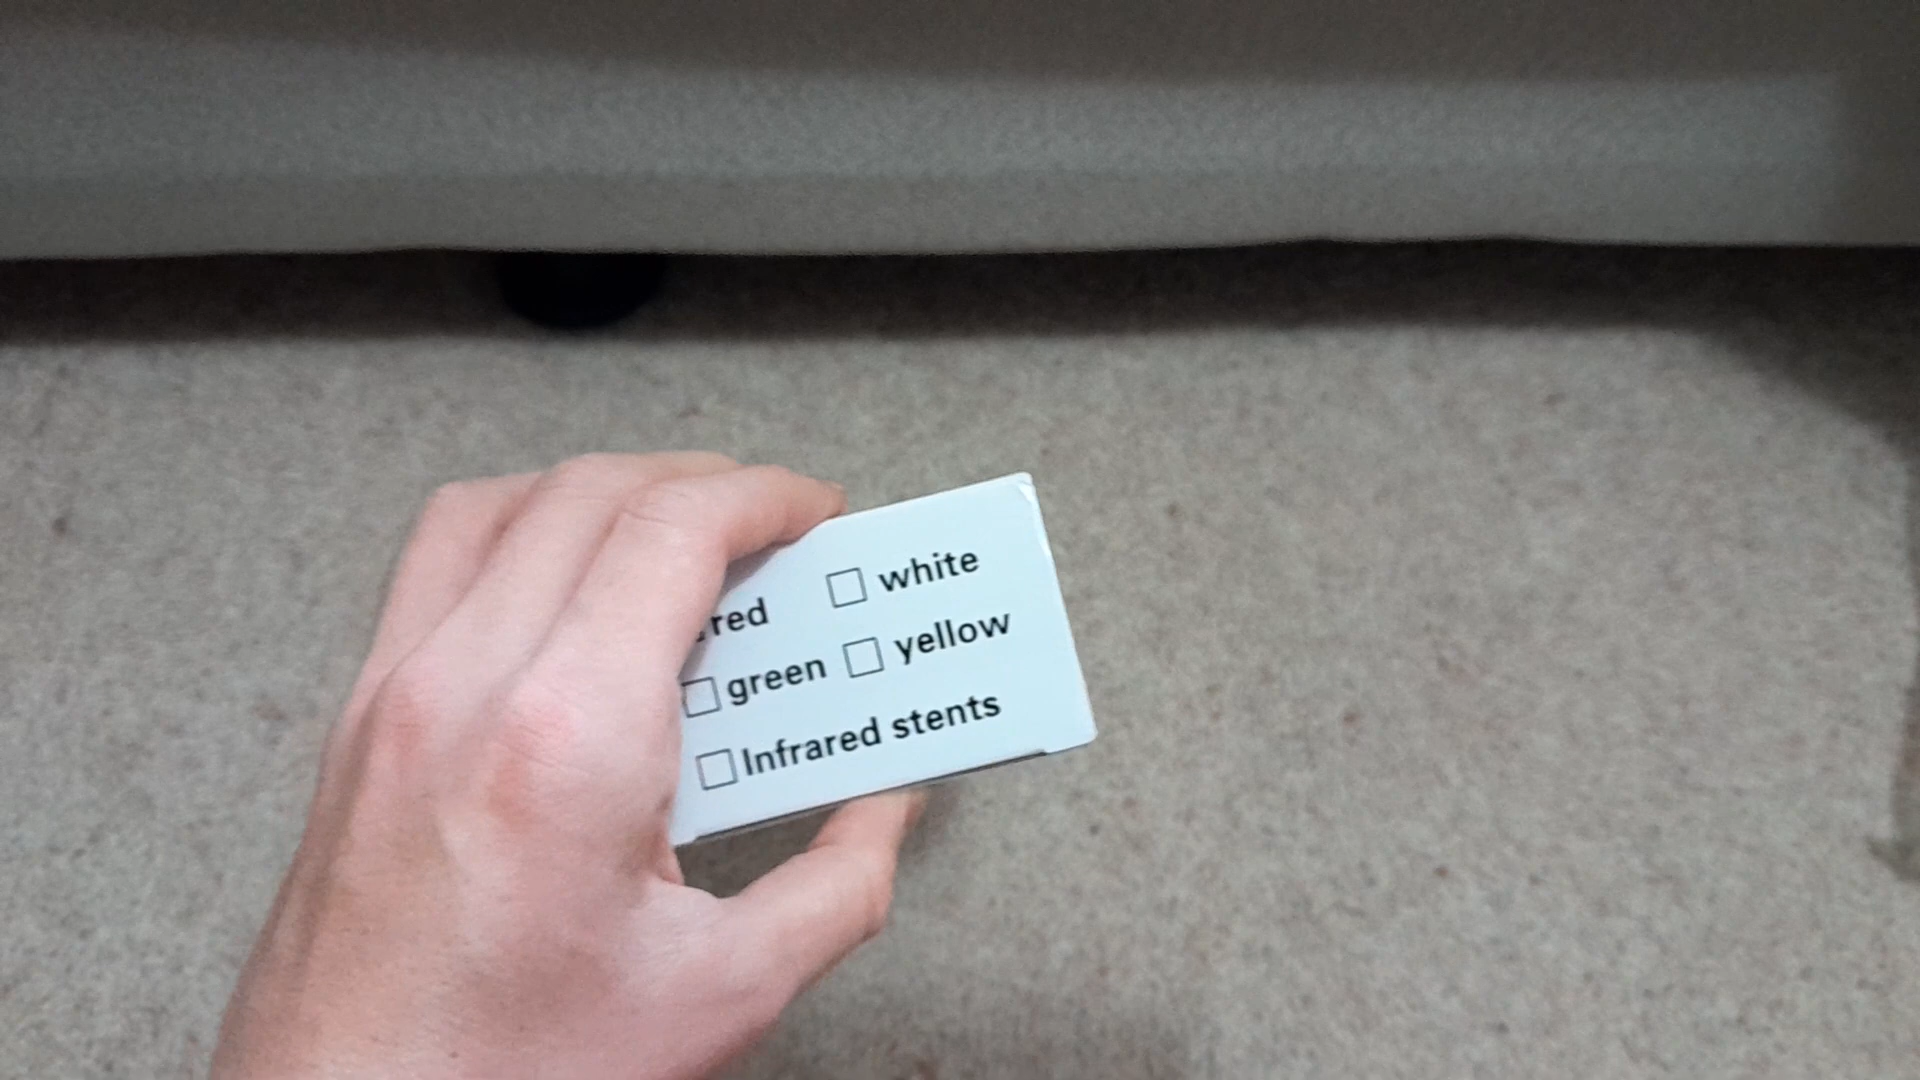 red □ white
□ green □ yellow
□ Infrared stents